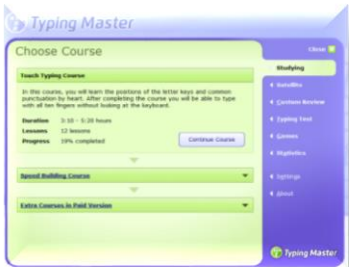 Typing Master
Choose Course
Close
Touch Typing Course
In this course, you will learn the positions of the letter keys and common
punctuation by heart. After completing the course you will be able to type
with all ten fingers without looking at the keyboard.
Duration 3:10 - 5:20 hours
Lessons 12 lessons
Progress 19% completed
Continue Course
Speed Building Course
Extra Courses in Paid Version
Studying
Satellite
Custom Review
Typing Test
Games
Statistics
Settings
About
Typing Master